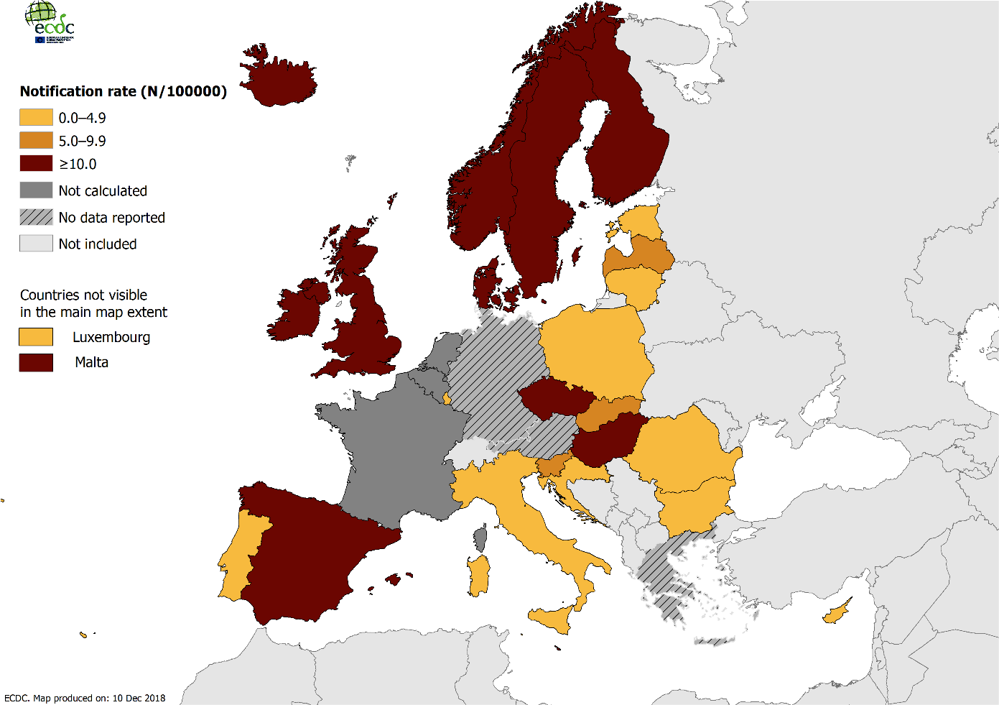 ecdc
Notification rate (N/100000)
0.0–4.9
5.0–9.9
≥10.0
Not calculated
No data reported
Not included
Countries not visible
in the main map extent
Luxembourg
Malta
ECDC. Map produced on: 10 Dec 2018